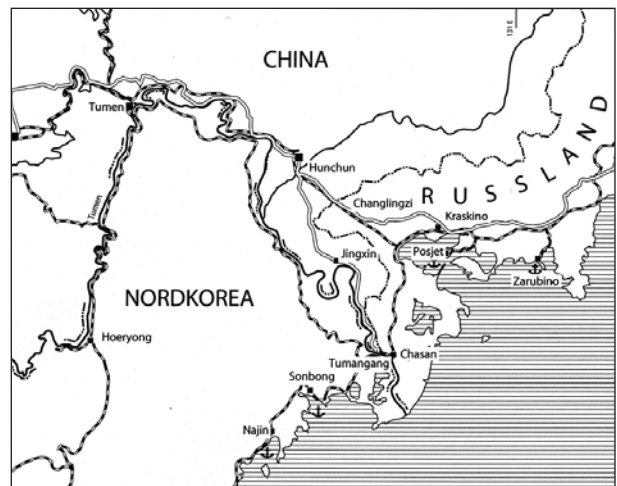 131 E
CHINA
Tumen
Hunchun
RUSSLAND
Changlingzi
Kraskino
Tumen
Posjet
Jingxin
Zarubino
NORDKOREA
Hoeryong
Chasan
Tumangang
Sonbong
Najin